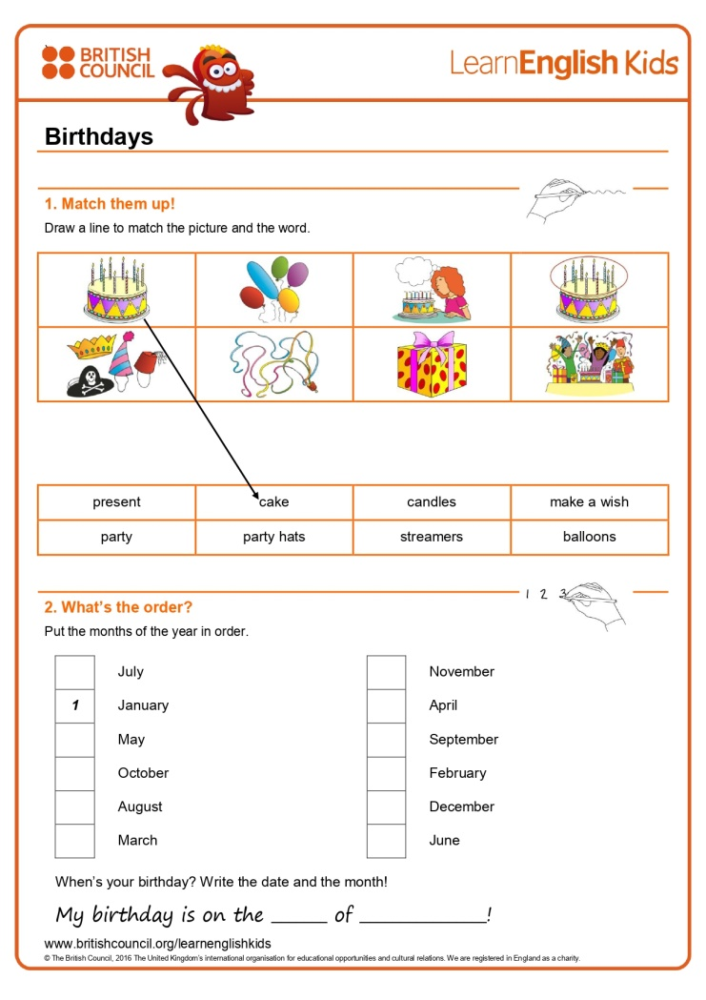 BRITISH
COUNCIL
LearnEnglish Kids
Birthdays
1. Match them up!
Draw a line to match the picture and the word.
present cake candles make a wish
party party hats streamers balloons
1 2 3
2. What's the order?
Put the months of the year in order.
July November
1 January April
May September
October February
August December
March June
When's your birthday? Write the date and the month!
My birthday is on the ______ of ______________!
www.britishcouncil.org/learnenglishkids
© The British Council, 2016 The United Kingdom's international organisation for educational opportunities and cultural relations. We are registered in England as a charity.